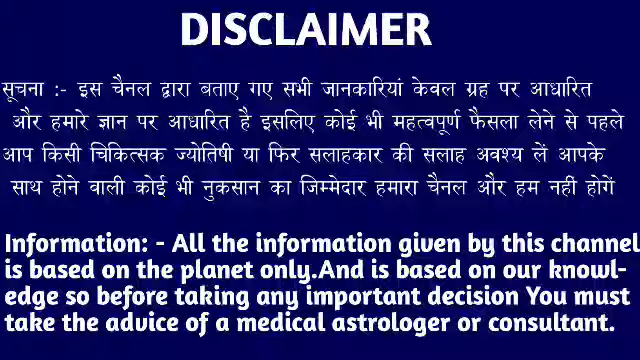 DISCLAIMER
सूचना :- इस चैनल द्वारा बताए गए सभी जानकारियां केवल ग्रह पर आधारित
और हमारे ज्ञान पर आधारित है इसलिए कोई भी महत्वपूर्ण फैसला लेने से पहले
आप किसी चिकित्सक ज्योतिषी या फिर सलाहकार की सलाह अवश्य लें आपके
साथ होने वाली कोई भी नुकसान का जिम्मेदार हमारा चैनल और हम नहीं होगें
Information: - All the information given by this channel
is based on the planet only.And is based on our knowl-
edge so before taking any important decision You must
take the advice of a medical astrologer or consultant.